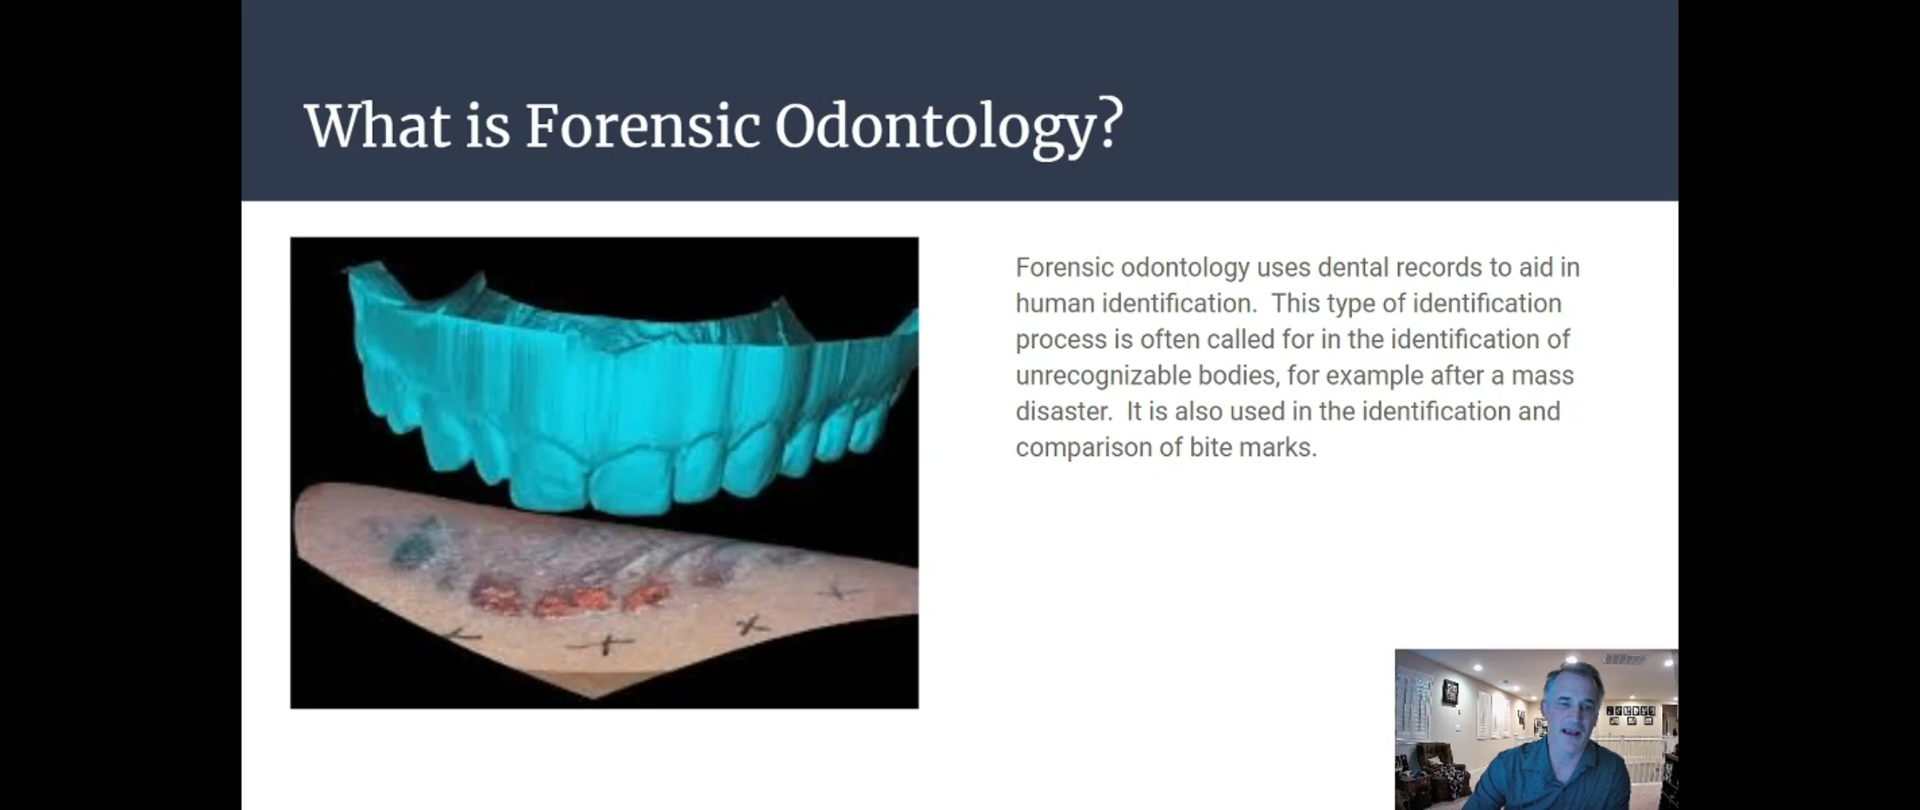 What is Forensic Odontology?
Forensic odontology uses dental records to aid in
human identification.  This type of identification
process is often called for in the identification of
unrecognizable bodies, for example after a mass
disaster.  It is also used in the identification and
comparison of bite marks.